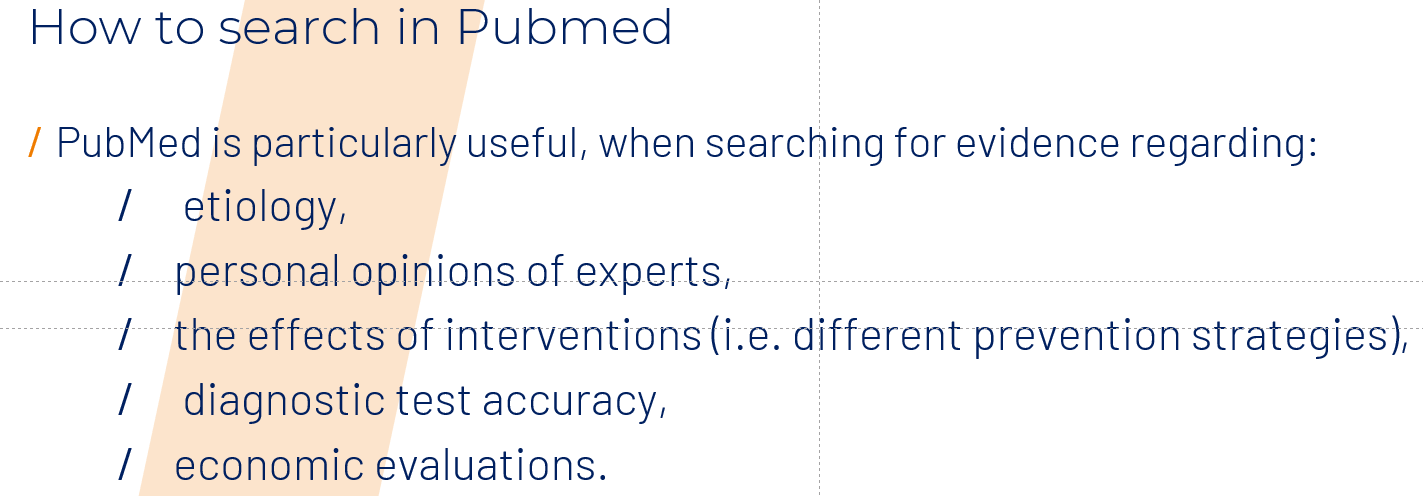 How to search in Pubmed
/ PubMed is particularly useful, when searching for evidence regarding:
/ etiology,
/ personal opinions of experts,
/ the effects of interventions (i.e. different prevention strategies),
/ diagnostic test accuracy,
/ economic evaluations.